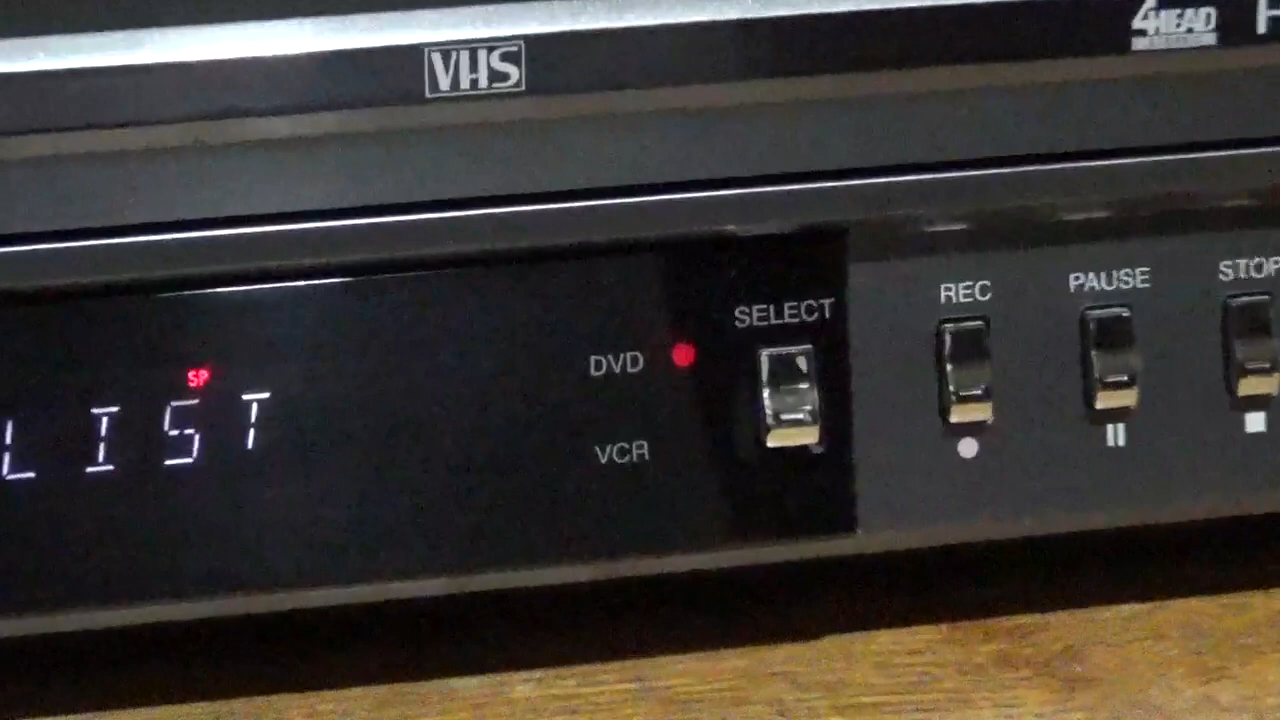 VHS
4HEAD
SELECT
REC
PAUSE
STOP
DVD
SP
LIST
VCR